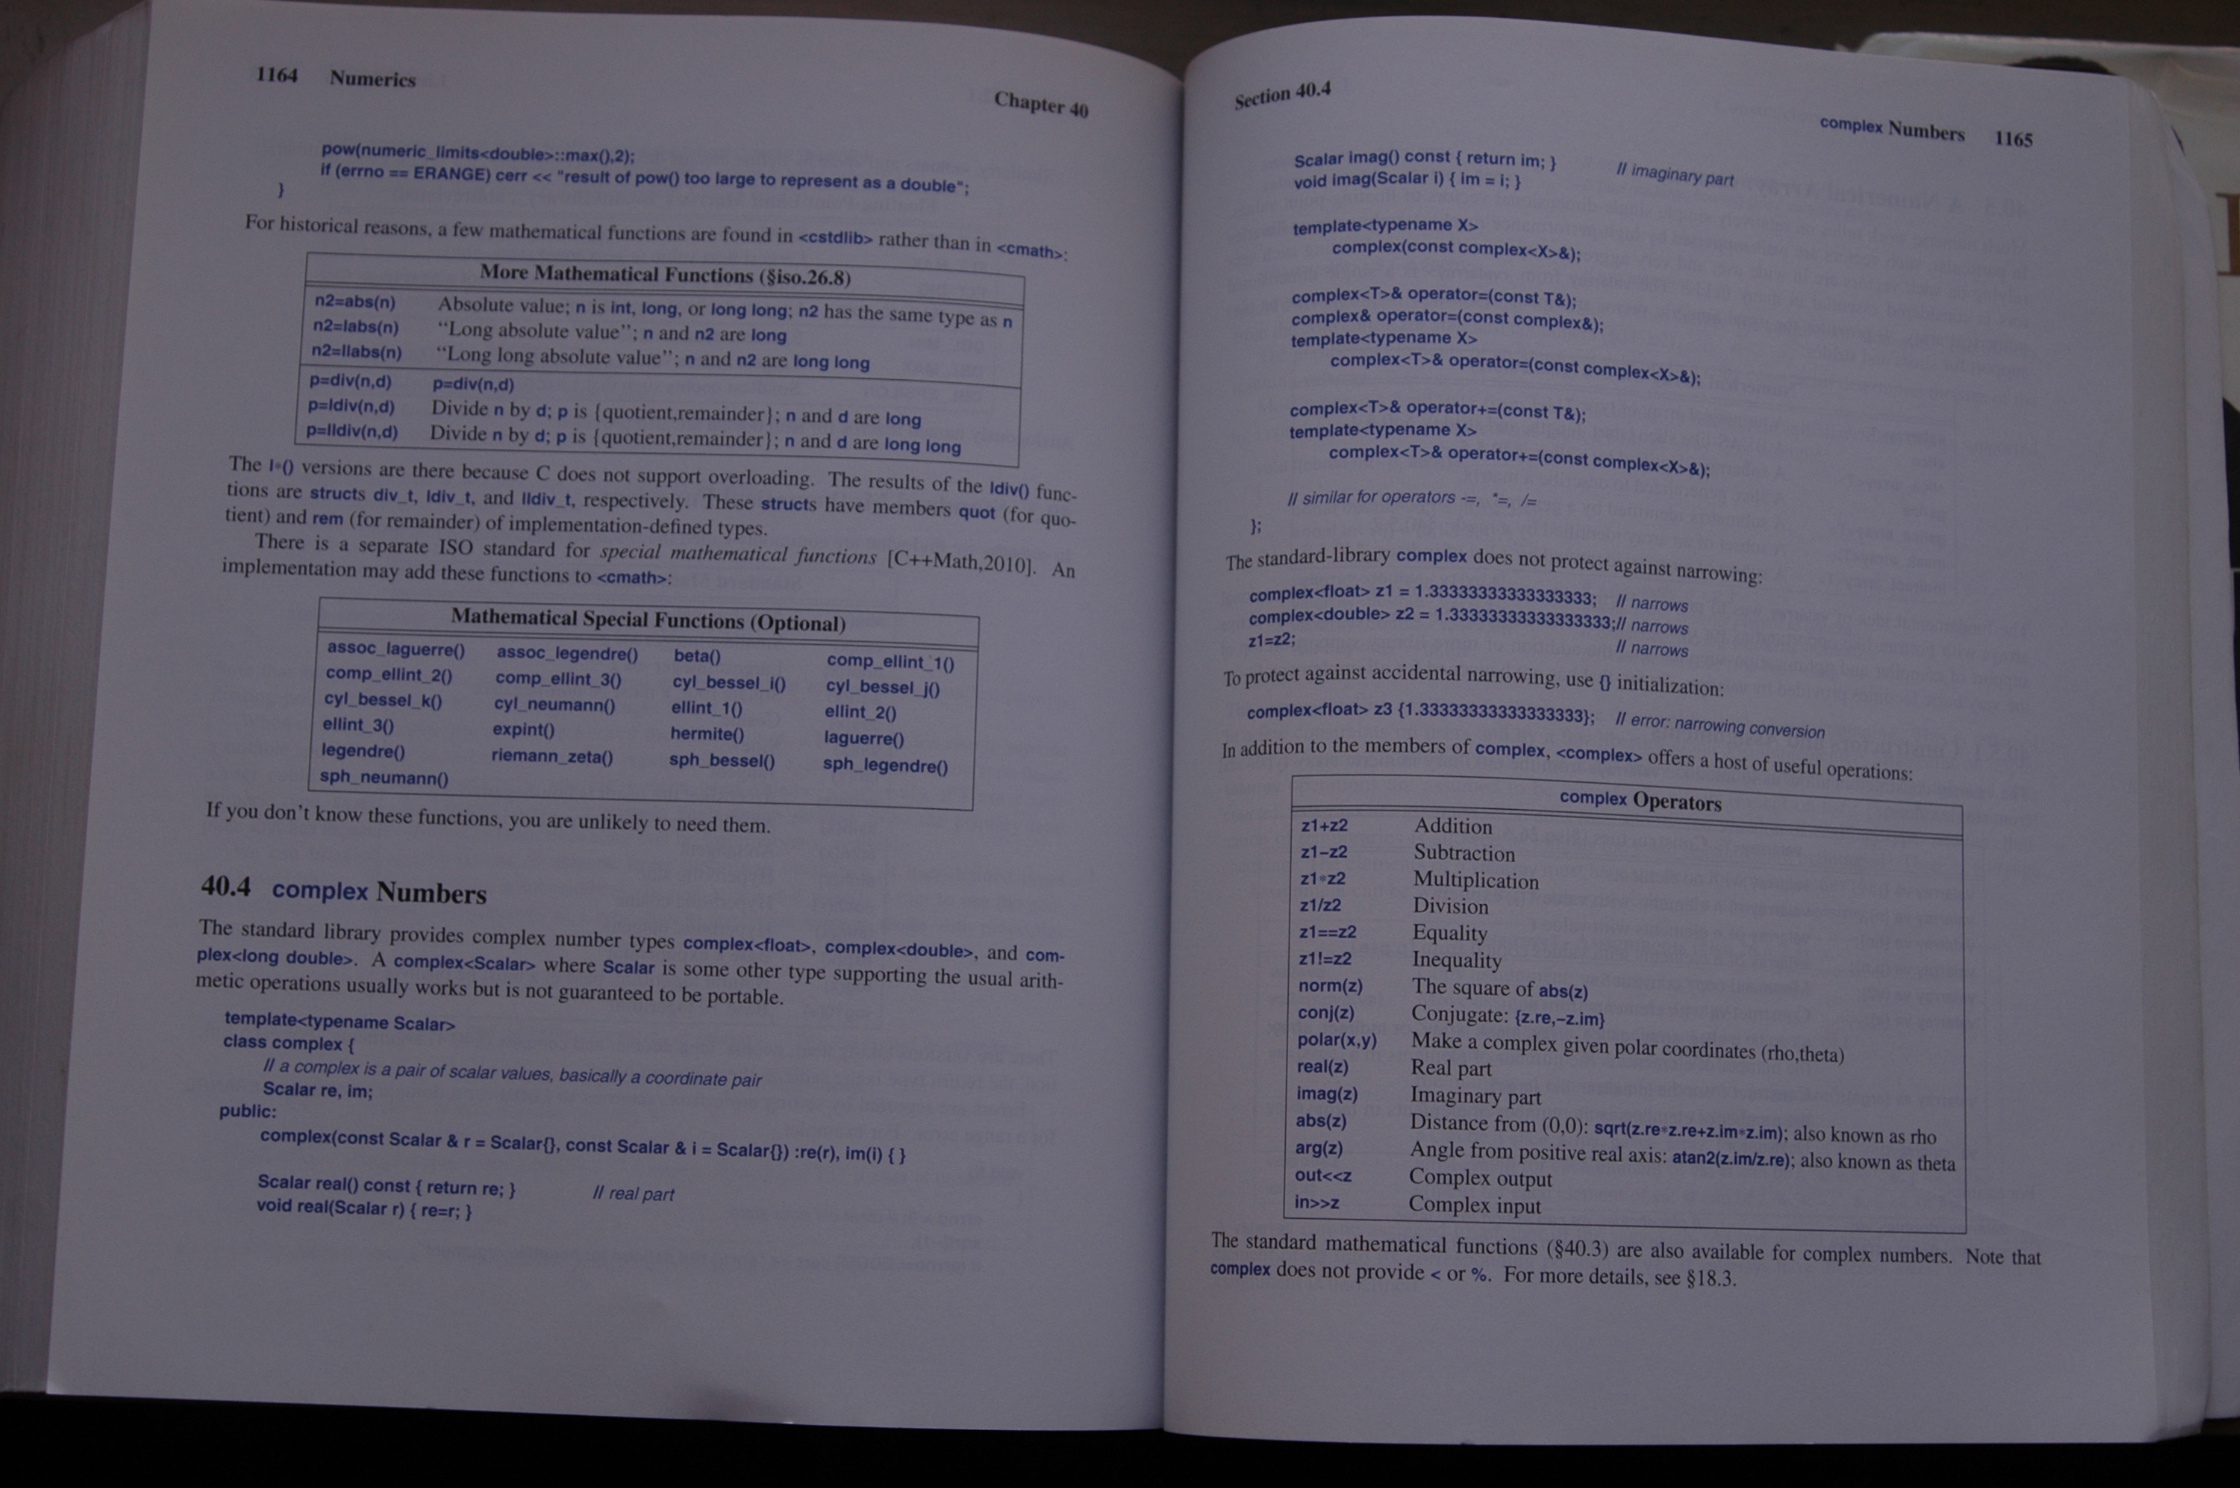 1164 Numerics Chapter 40
pow(numeric_limits<double>::max(),2);
if (errno == ERANGE) cerr << "result of pow() too large to represent as a double";
}
For historical reasons, a few mathematical functions are found in <cstdlib> rather than in <cmath>:
More Mathematical Functions (§iso.26.8)
n2=abs(n) Absolute value; n is int, long, or long long; n2 has the same type as n
n2=labs(n) “Long absolute value”; n and n2 are long
n2=llabs(n) “Long long absolute value”; n and n2 are long long
p=div(n,d) p=div(n,d)
p=ldiv(n,d) Divide n by d; p is {quotient,remainder}; n and d are long
p=lldiv(n,d) Divide n by d; p is {quotient,remainder}; n and d are long long
The l*() versions are there because C does not support overloading. The results of the ldiv() func-
tions are structs div_t, ldiv_t, and lldiv_t, respectively. These structs have members quot (for quo-
tient) and rem (for remainder) of implementation-defined types.
There is a separate ISO standard for special mathematical functions [C++Math,2010]. An
implementation may add these functions to <cmath>:
Mathematical Special Functions (Optional)
assoc_laguerre() assoc_legendre() beta() comp_ellint_1()
comp_ellint_2() comp_ellint_3() cyl_bessel_i() cyl_bessel_j()
cyl_bessel_k() cyl_neumann() ellint_1() ellint_2()
ellint_3() expint() hermite() laguerre()
legendre() riemann_zeta() sph_bessel() sph_legendre()
sph_neumann()
If you don’t know these functions, you are unlikely to need them.
40.4 complex Numbers
The standard library provides complex number types complex<float>, complex<double>, and com-
plex<long double>. A complex<Scalar> where Scalar is some other type supporting the usual arith-
metic operations usually works but is not guaranteed to be portable.
template<typename Scalar>
class complex {
// a complex is a pair of scalar values, basically a coordinate pair
Scalar re, im;
public:
complex(const Scalar & r = Scalar{}, const Scalar & i = Scalar{}) :re(r), im(i) { }
Scalar real() const { return re; } // real part
void real(Scalar r) { re=r; }
Section 40.4 complex Numbers 1165
Scalar imag() const { return im; } // imaginary part
void imag(Scalar i) { im = i; }
template<typename X>
complex(const complex<X>&);
complex<T>& operator=(const T&);
complex& operator=(const complex&);
template<typename X>
complex<T>& operator=(const complex<X>&);
complex<T>& operator+=(const T&);
template<typename X>
complex<T>& operator+=(const complex<X>&);
// simillar for operators -=, *=, /=
};
The standard-library complex does not protect against narrowing:
complex<float> z1 = 1.33333333333333333; // narrows
complex<double> z2 = 1.33333333333333333;// narrows
z1=z2; // narrows
To protect against accidental narrowing, use {} initialization:
complex<float> z3 {1.33333333333333333}; // error: narrowing conversion
In addition to the members of complex, <complex> offers a host of useful operations:
complex Operators
z1+z2 Addition
z1−z2 Subtraction
z1*z2 Multiplication
z1/z2 Division
z1==z2 Equality
z1!=z2 Inequality
norm(z) The square of abs(z)
conj(z) Conjugate: {z.re,−z.im}
polar(x,y) Make a complex given polar coordinates (rho,theta)
real(z) Real part
imag(z) Imaginary part
abs(z) Distance from (0,0): sqrt(z.re*z.re+z.im*z.im); also known as rho
arg(z) Angle from positive real axis: atan2(z.im/z.re); also known as theta
out<<z Complex output
in>>z Complex input
The standard mathematical functions (§40.3) are also available for complex numbers. Note that
complex does not provide < or %. For more details, see §18.3.